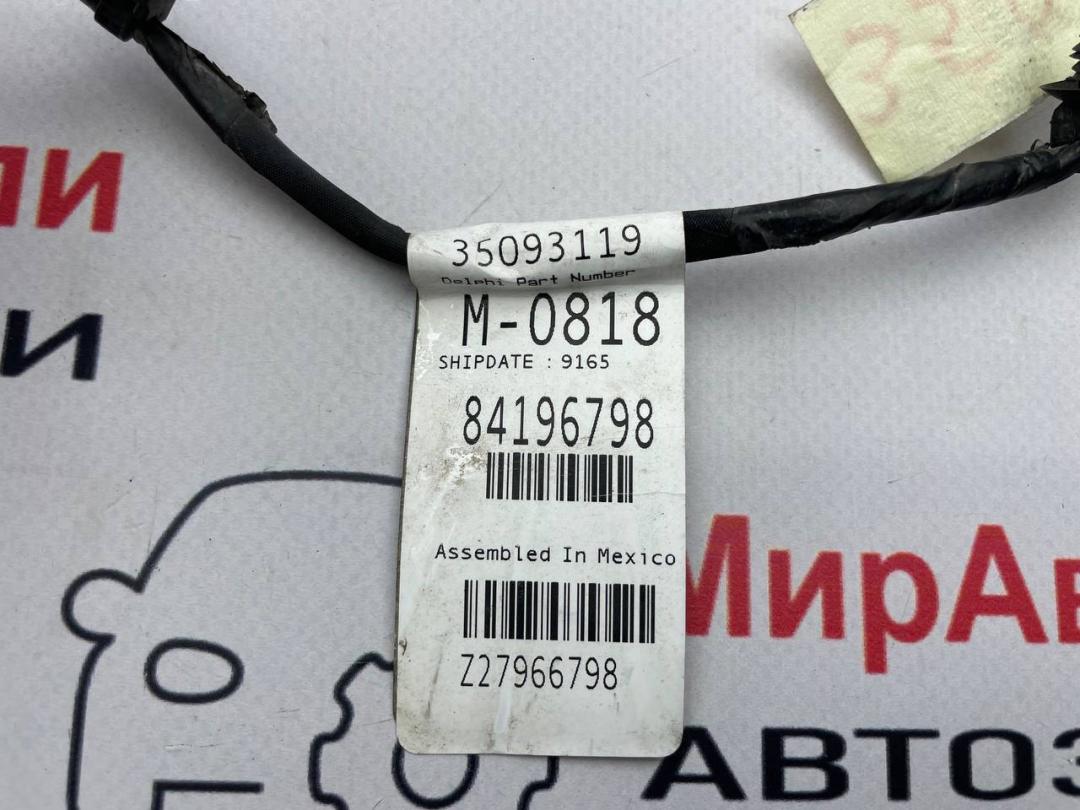 ли
и
35093119
Delphi Part Number
M-0818
SHIPDATE : 9165
84196798
Assembled In Mexico
Z27966798
МирАв
АВТОЗ